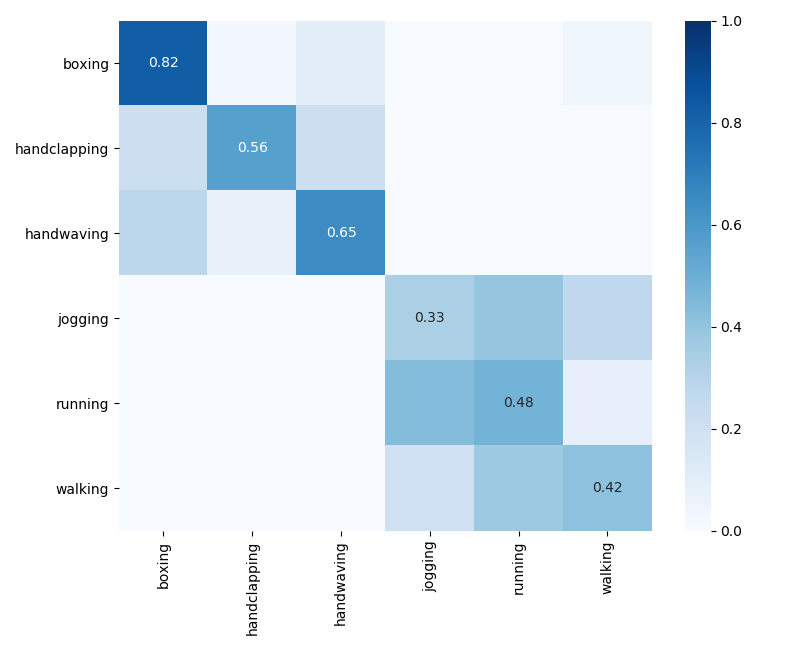 boxing
handclapping
handwaving
jogging
running
walking
0.82
0.56
0.65
0.33
0.48
0.42
boxing
handclapping
handwaving
jogging
running
walking
1.0
0.8
0.6
0.4
0.2
0.0